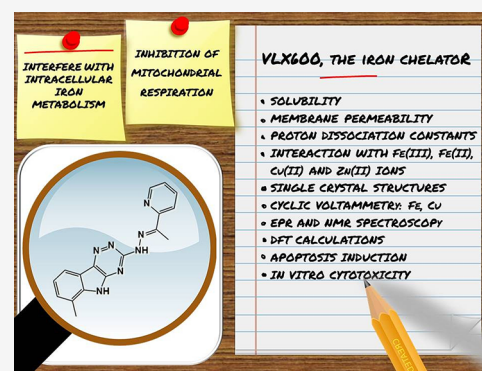 INTERFERE WITH
INTRACELLULAR
IRON
METABOLISM
INHIBITION OF
MITOCHONDRIAL
RESPIRATION
VLX600, THE IRON CHELATOR
• SOLUBILITY
• MEMBRANE PERMEABILITY
• PROTON DISSOCIATION CONSTANTS
• INTERACTION WITH FE(III), FE(II),
CU(II) AND ZN(II) IONS
• SINGLE CRYSTAL STRUCTURES
• CYCLIC VOLTAMMETRY: FE, CU
• EPR AND NMR SPECTROSCOPY
• DFT CALCULATIONS
• APOPTOSIS INDUCTION
• IN VITRO CYTOTOXICITY
N
N
N
N
N
NH
N
NH